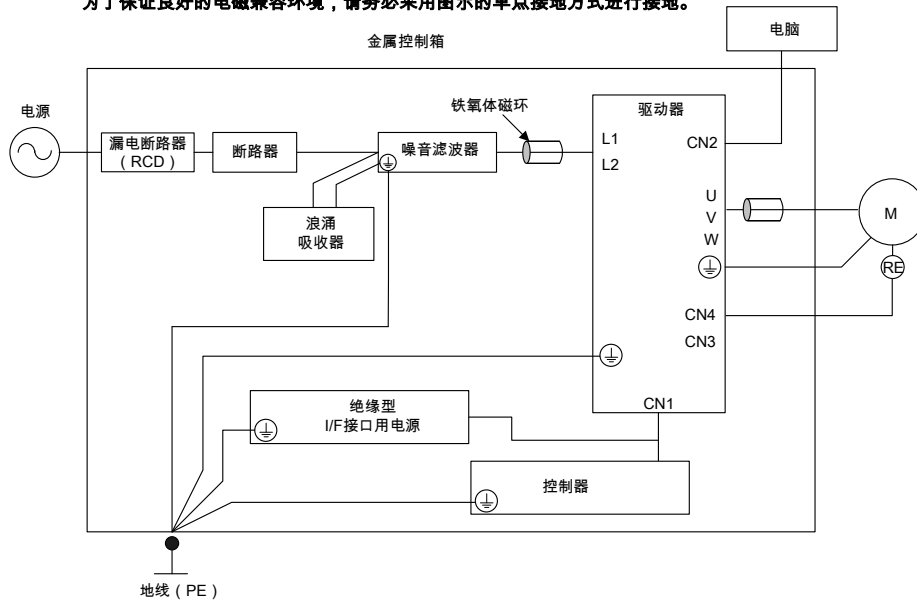 为了保证良好的电磁兼容环境，请务必采用图示的单点接地方式进行接地。
电脑
金属控制箱
电源
漏电断路器
（RCD）
断路器
噪音滤波器
铁氧体磁环
驱动器
L1
L2
CN2
浪涌
吸收器
U
V
W
M
RE
CN4
CN3
CN1
绝缘型
I/F接口用电源
控制器
地线（PE）